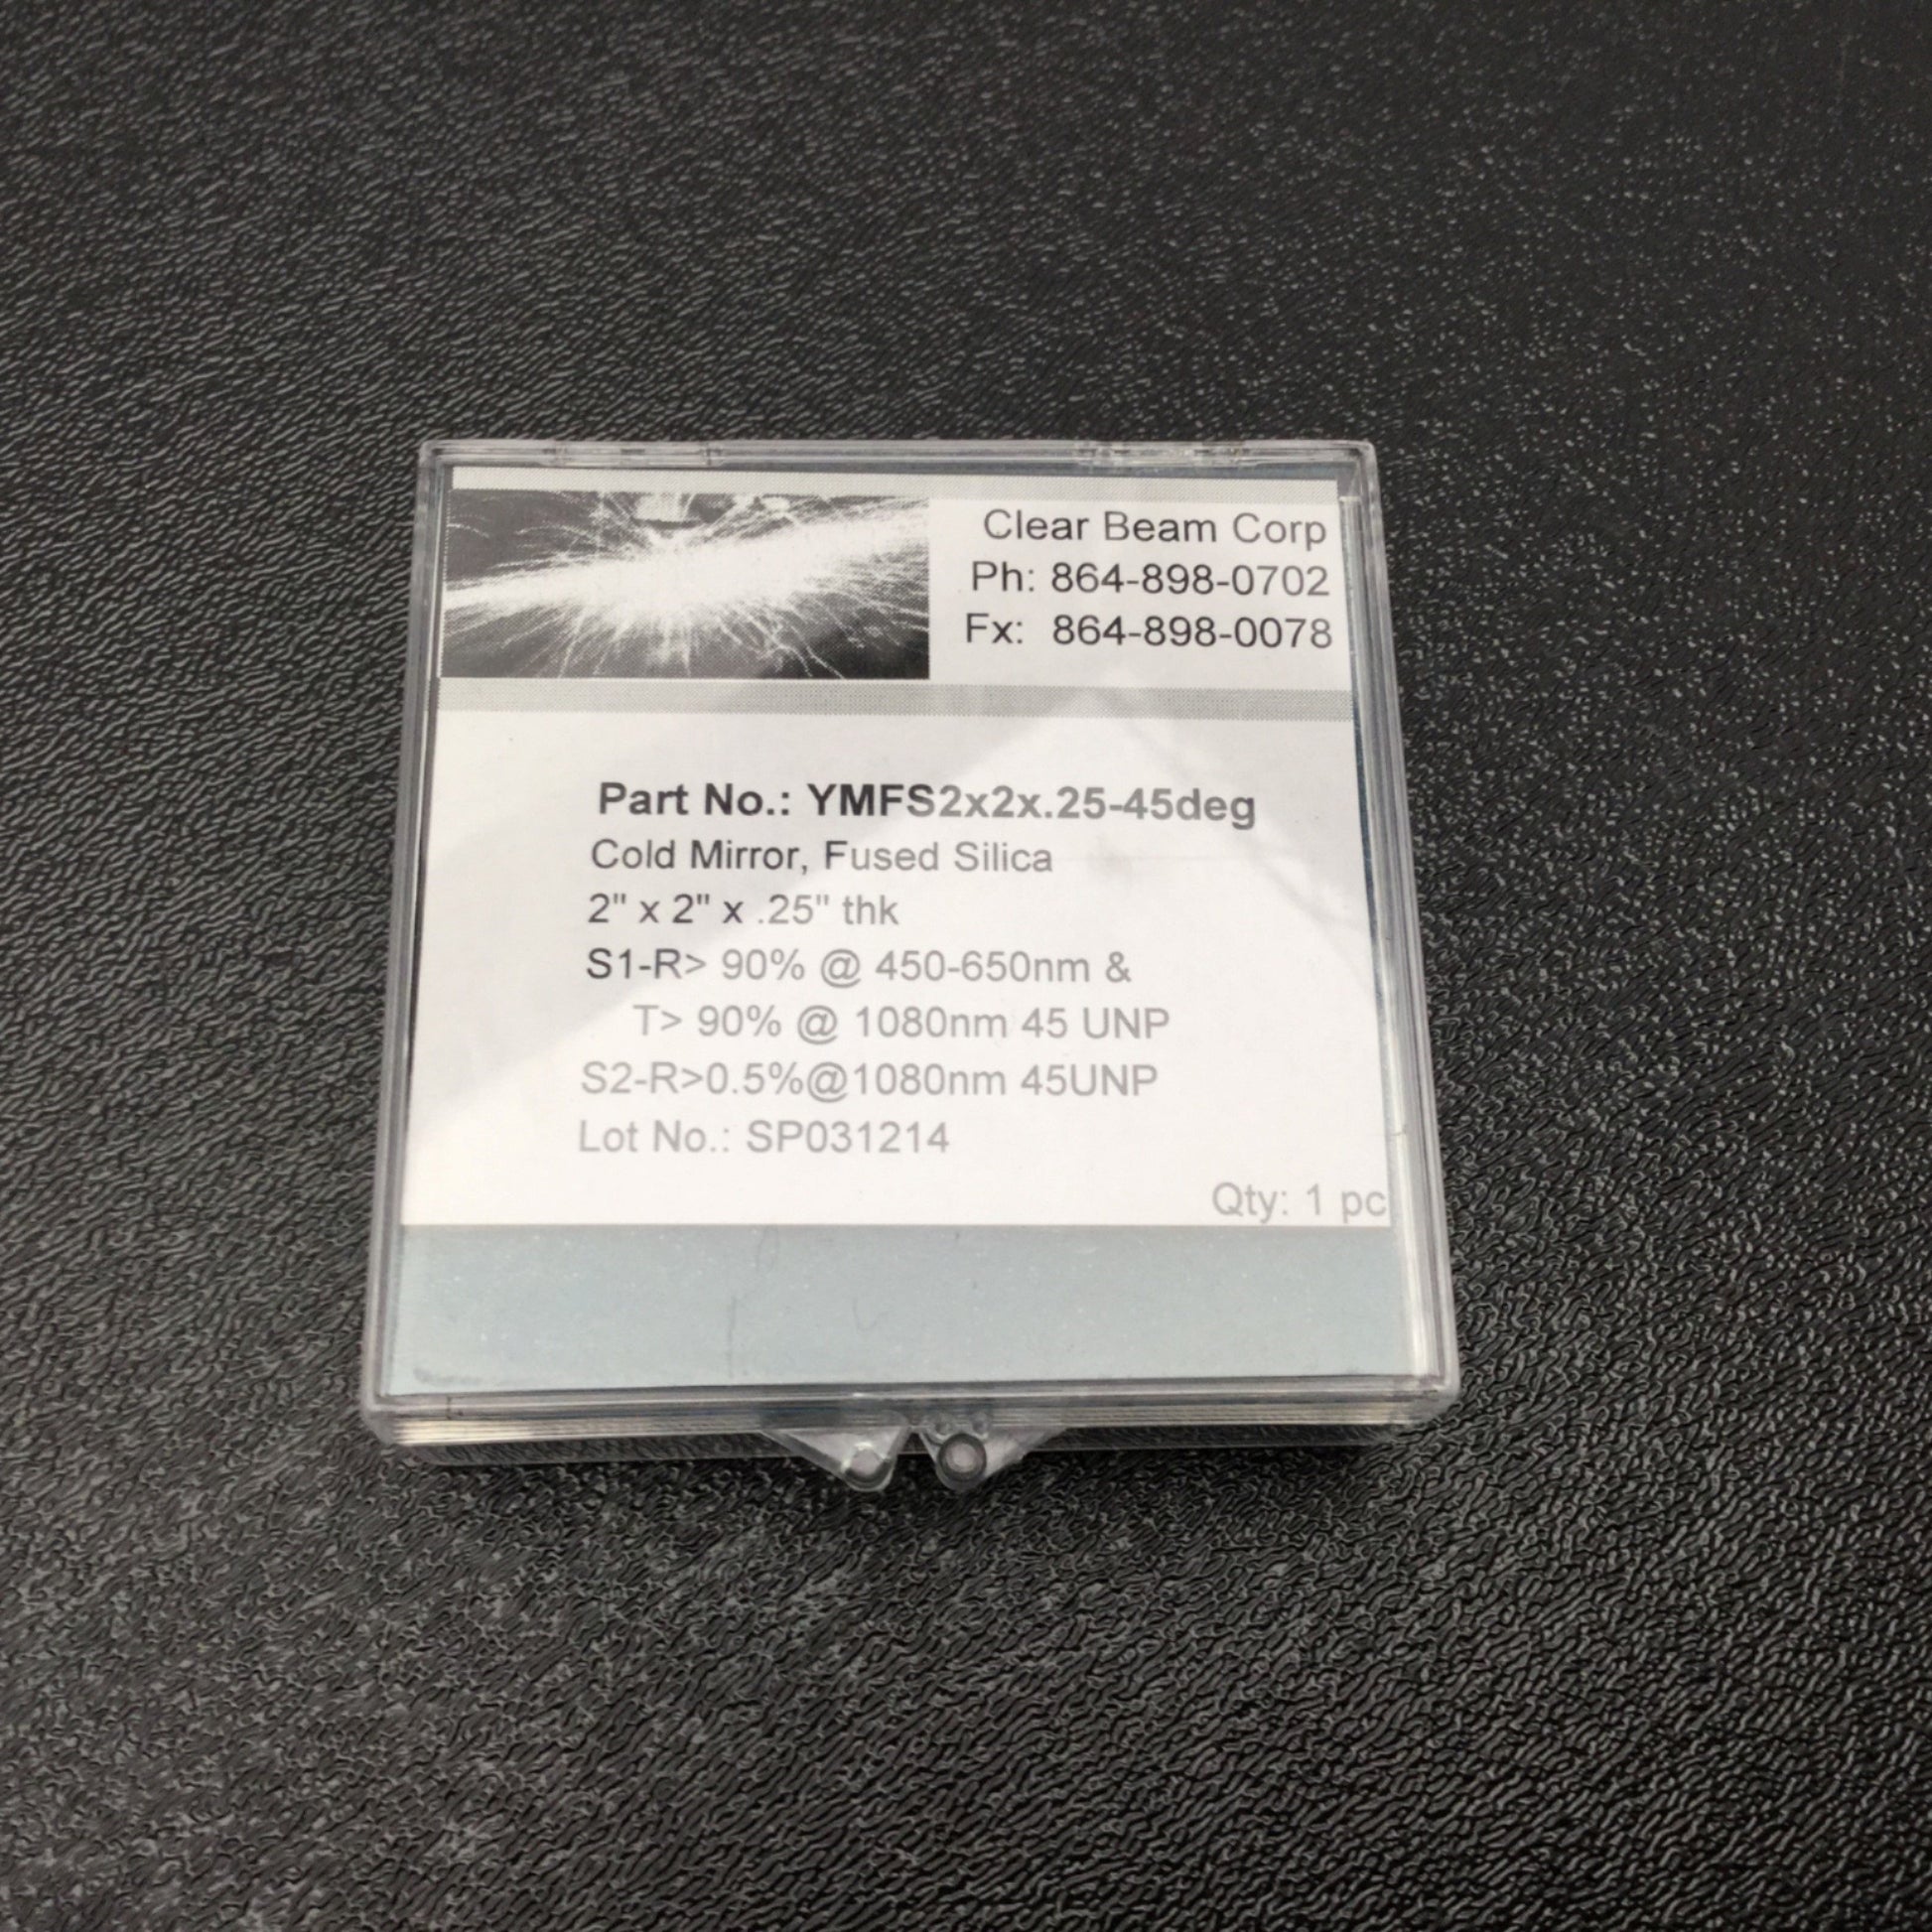 Clear Beam Corp
Ph: 864-898-0702
Fx: 864-898-0078
Part No.: YMFS2x2x.25-45deg
Cold Mirror, Fused Silica
2" x 2" x .25" thk
S1-R> 90% @ 450-650nm &
T> 90% @ 1080nm 45 UNP
S2-R>0.5%@1080nm 45UNP
Lot No.: SP031214
Qty: 1 pc